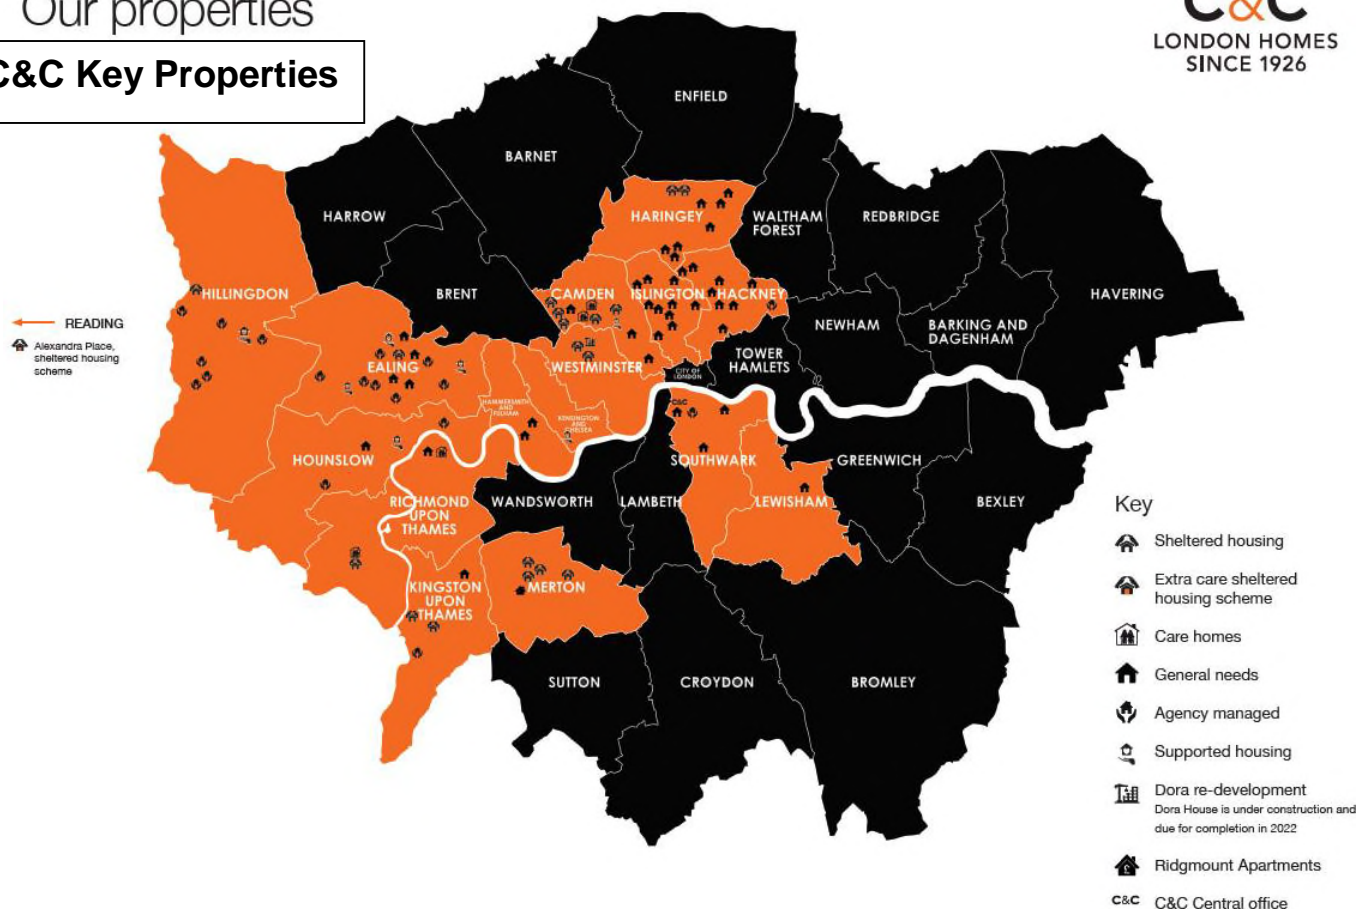 Our properties
C&C Key Properties
C&C
LONDON HOMES
SINCE 1926
ENFIELD
BARNET
HARROW
HARINGEY
WALTHAM
FOREST
REDBRIDGE
HILLINGDON
BRENT
CAMDEN
ISLINGTON
HACKNEY
HAVERING
READING
Alexandra Place,
sheltered housing
scheme
NEWHAM
BARKING AND
DAGENHAM
EALING
WESTMINSTER
CITY OF
LONDON
TOWER
HAMLETS
HAMMERSMITH
AND
FULHAM
KENSINGTON
AND
CHELSEA
C&C
HOUNSLOW
SOUTHWARK
GREENWICH
RICHMOND
UPON
THAMES
WANDSWORTH
LAMBETH
LEWISHAM
BEXLEY
KINGSTON
UPON
THAMES
MERTON
SUTTON
CROYDON
BROMLEY
Key
Sheltered housing
Extra care sheltered
housing scheme
Care homes
General needs
Agency managed
Supported housing
Dora re-development
Dora House is under construction and
due for completion in 2022
£ Ridgmount Apartments
C&C C&C Central office